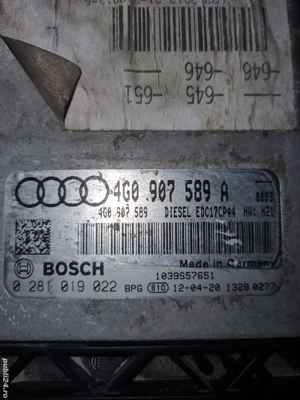 -646 -646-
-651 -645-
4G0 907 589 A
4G0 907 589 DIESEL EDC17CP44 HW: H21
0003
Made in Germany
BOSCH
1039S57651
0 281 019 022 BPG 810 12-04-20 1320 0277
publi24.ro